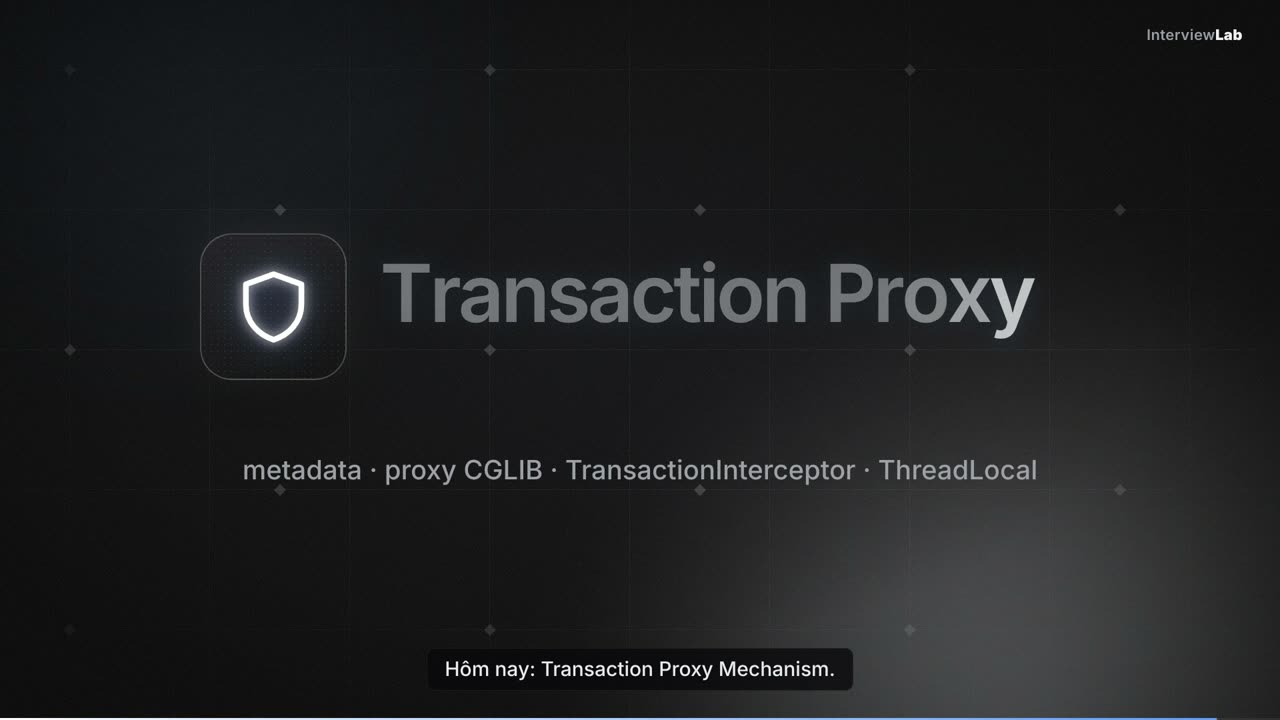 InterviewLab
Transaction Proxy
metadata · proxy CGLIB · TransactionInterceptor · ThreadLocal
Hôm nay: Transaction Proxy Mechanism.